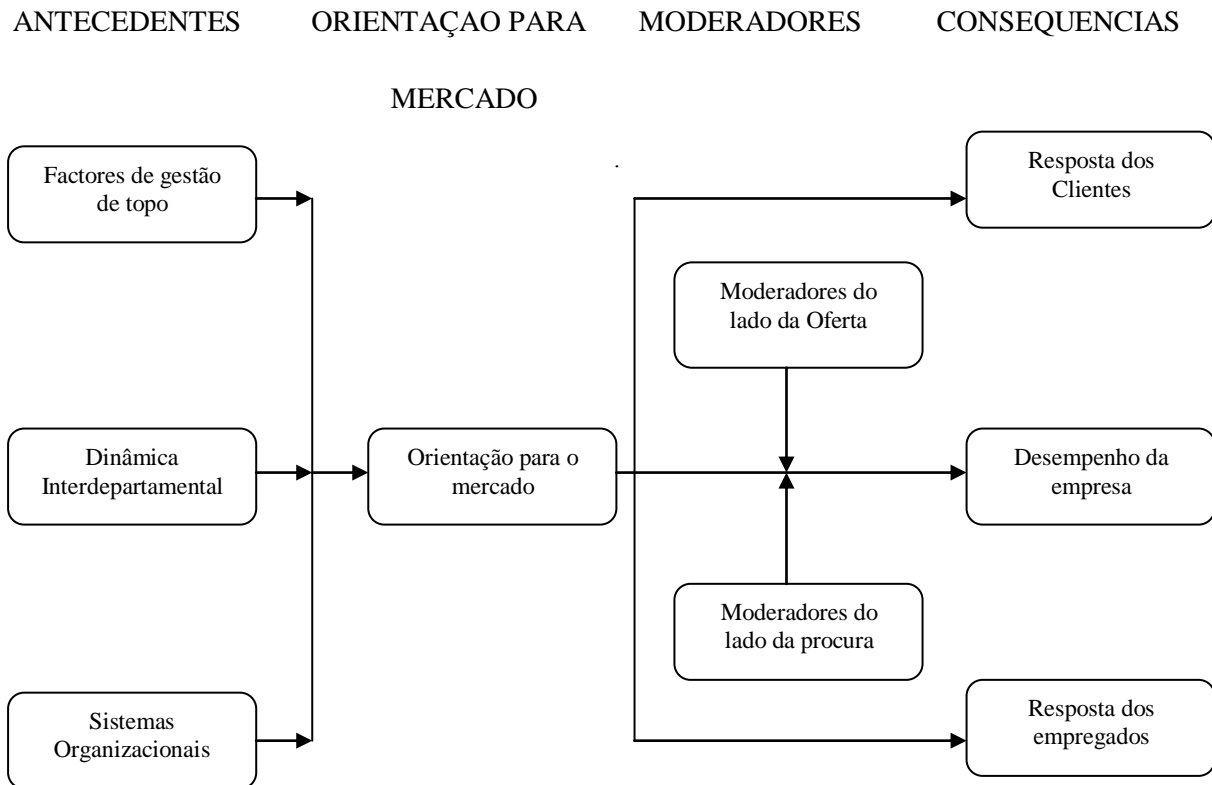 ANTECEDENTES
ORIENTAÇAO PARA
MERCADO
MODERADORES
CONSEQUENCIAS
Factores de gestão
de topo
Dinâmica
Interdepartamental
Sistemas
Organizacionais
Orientação para o
mercado
.
Moderadores do
lado da Oferta
Moderadores do
lado da procura
Resposta dos
Clientes
Desempenho da
empresa
Resposta dos
empregados